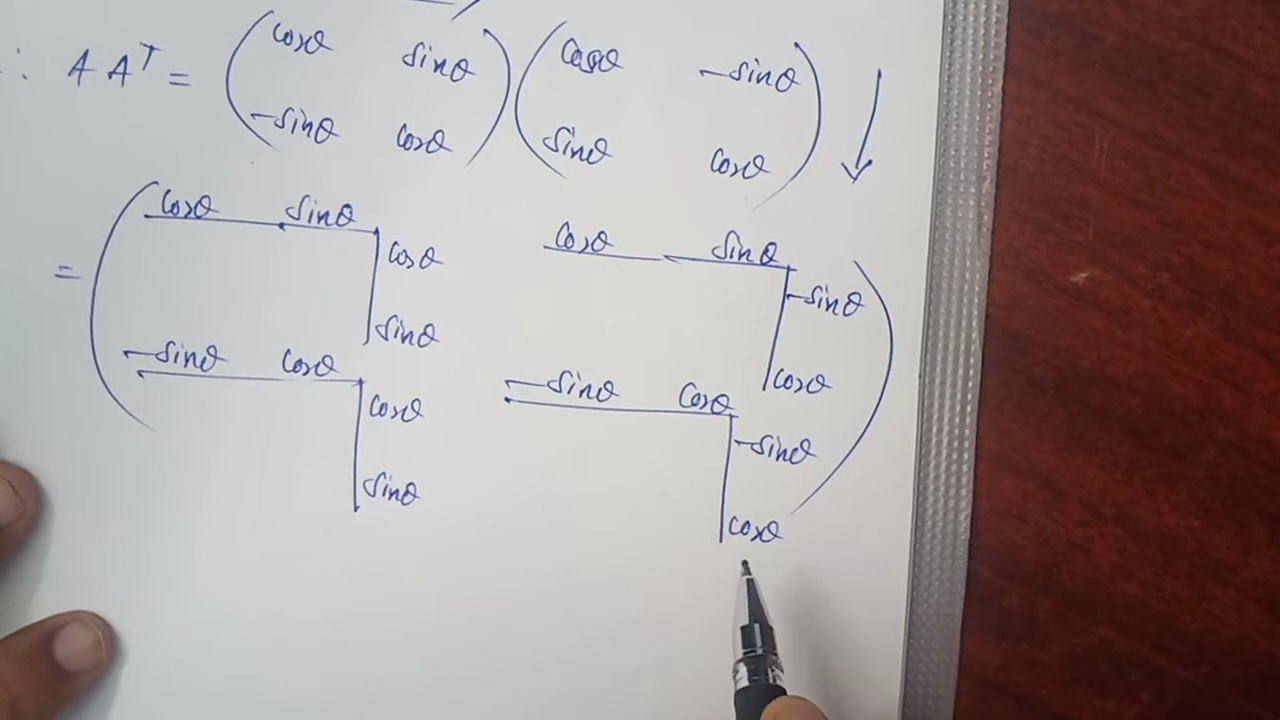 ∴ A Aᵀ = ( cosθ sinθ ) ( cosθ -sinθ )
-sinθ cosθ sinθ cosθ
= ( cosθ sinθ cosθ sinθ )
cosθ -sinθ
sinθ cosθ
-sinθ cosθ -sinθ cosθ
cosθ -sinθ
sinθ cosθ